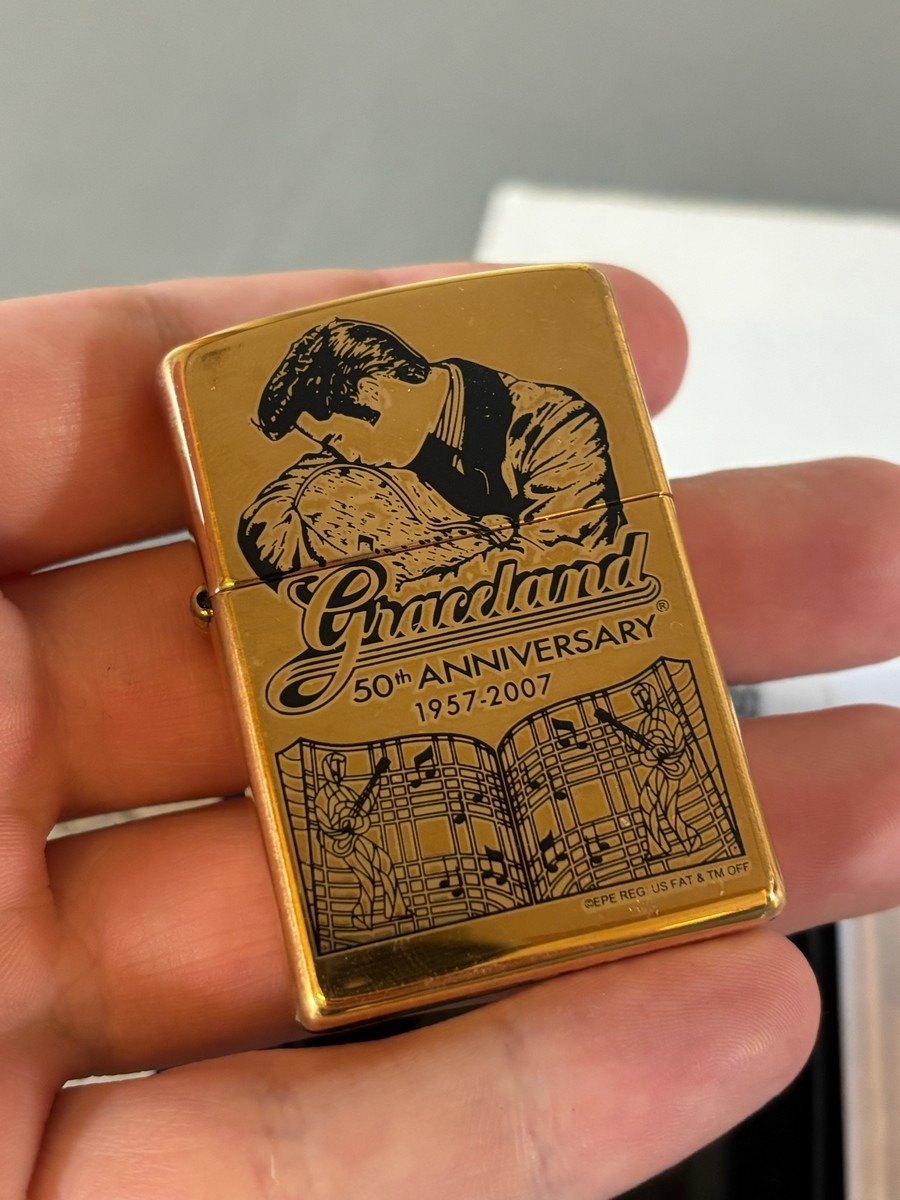 Graceland®
50th ANNIVERSARY
1957-2007
©EPE REG. US PAT & TM OFF